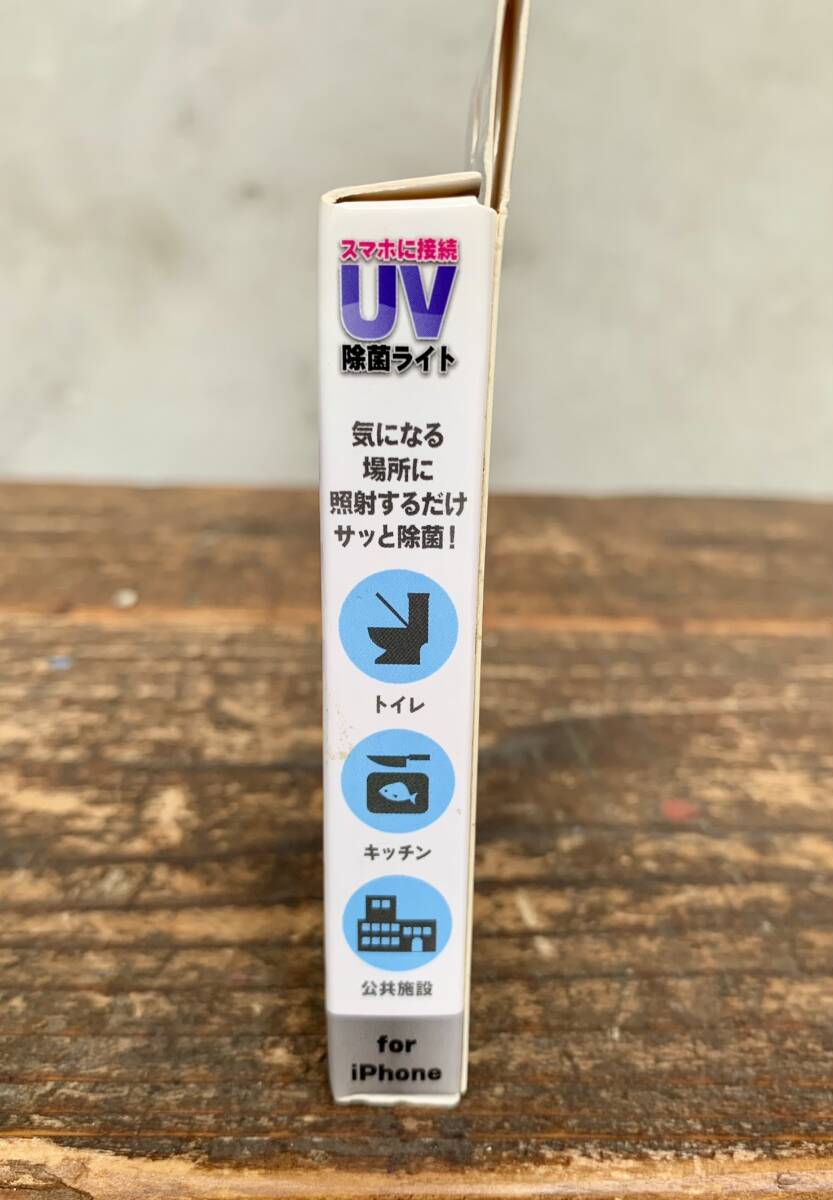 スマホに接続
UV
除菌ライト
気になる
場所に
照射するだけ
サッと除菌!
トイレ
キッチン
公共施設
for
iPhone